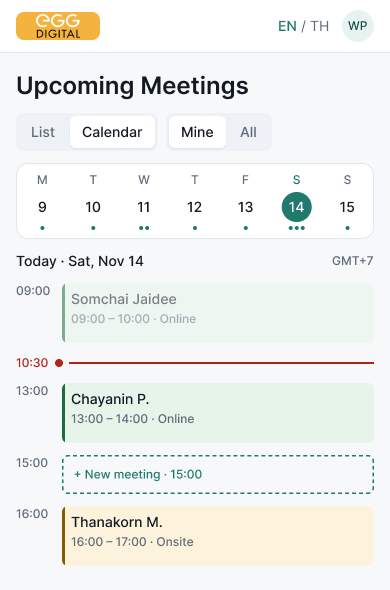 egg
DIGITAL
EN / TH
WP
Upcoming Meetings
List Calendar Mine All
M T W T F S S
9 10 11 12 13 14 15
Today · Sat, Nov 14 GMT+7
09:00 Somchai Jaidee
09:00 – 10:00 · Online
10:30
13:00 Chayanin P.
13:00 – 14:00 · Online
15:00 + New meeting · 15:00
16:00 Thanakorn M.
16:00 – 17:00 · Onsite